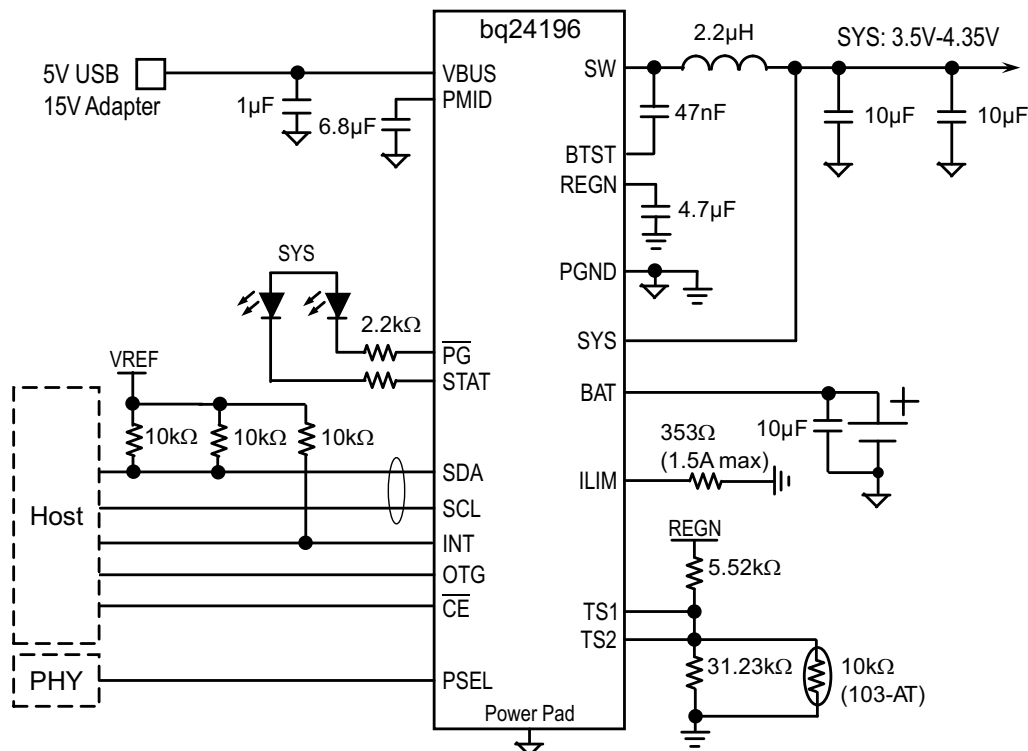 bq24196
2.2µH
SYS: 3.5V-4.35V
5V USB
15V Adapter
VBUS
PMID
SW
1µF
6.8µF
47nF
10µF
10µF
BTST
REGN
4.7µF
SYS
PGND
2.2kΩ
PG
STAT
SYS
VREF
BAT
10kΩ
10kΩ
10kΩ
353Ω
(1.5A max)
10µF
+
SDA
ILIM
Host
SCL
INT
REGN
OTG
5.52kΩ
CE
TS1
TS2
31.23kΩ
10kΩ
(103-AT)
PHY
PSEL
Power Pad